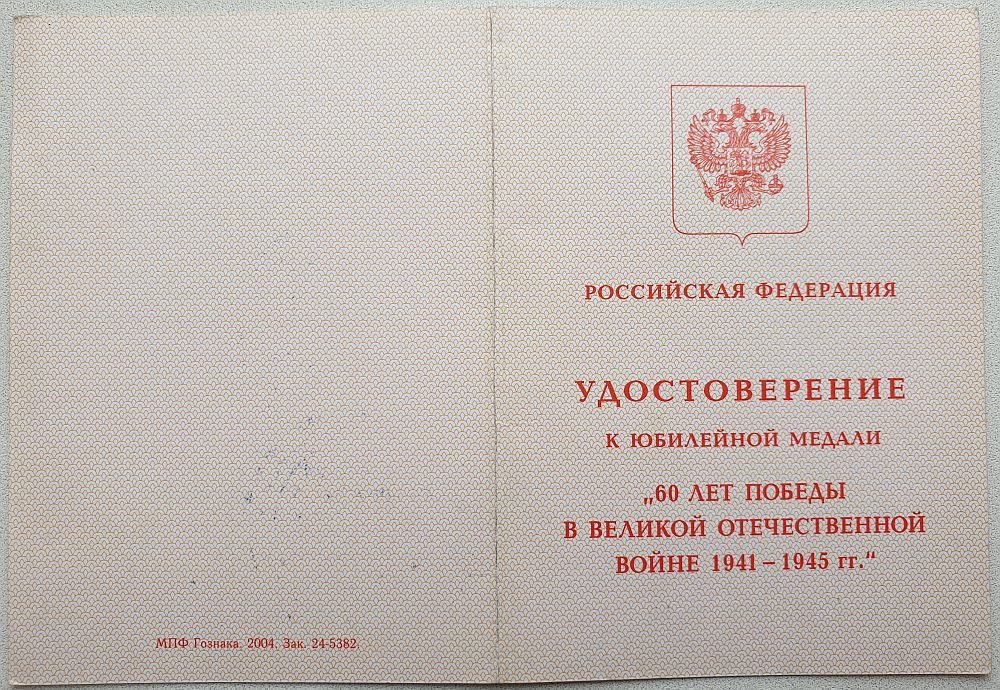 МПФ Гознака. 2004. Зак. 24-5382.
РОССИЙСКАЯ ФЕДЕРАЦИЯ
УДОСТОВЕРЕНИЕ
К ЮБИЛЕЙНОЙ МЕДАЛИ
„60 ЛЕТ ПОБЕДЫ
В ВЕЛИКОЙ ОТЕЧЕСТВЕННОЙ
ВОЙНЕ 1941 – 1945 гг.“